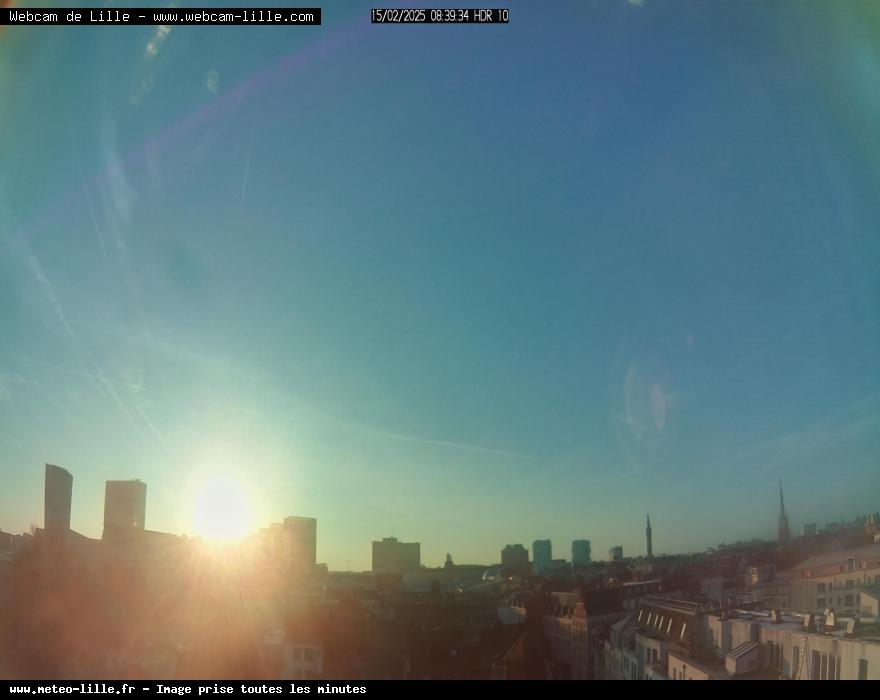 Webcam de Lille - www.webcam-lille.com
15/02/2025 08:39:34 HDR 10
www.meteo-lille.fr - Image prise toutes les minutes